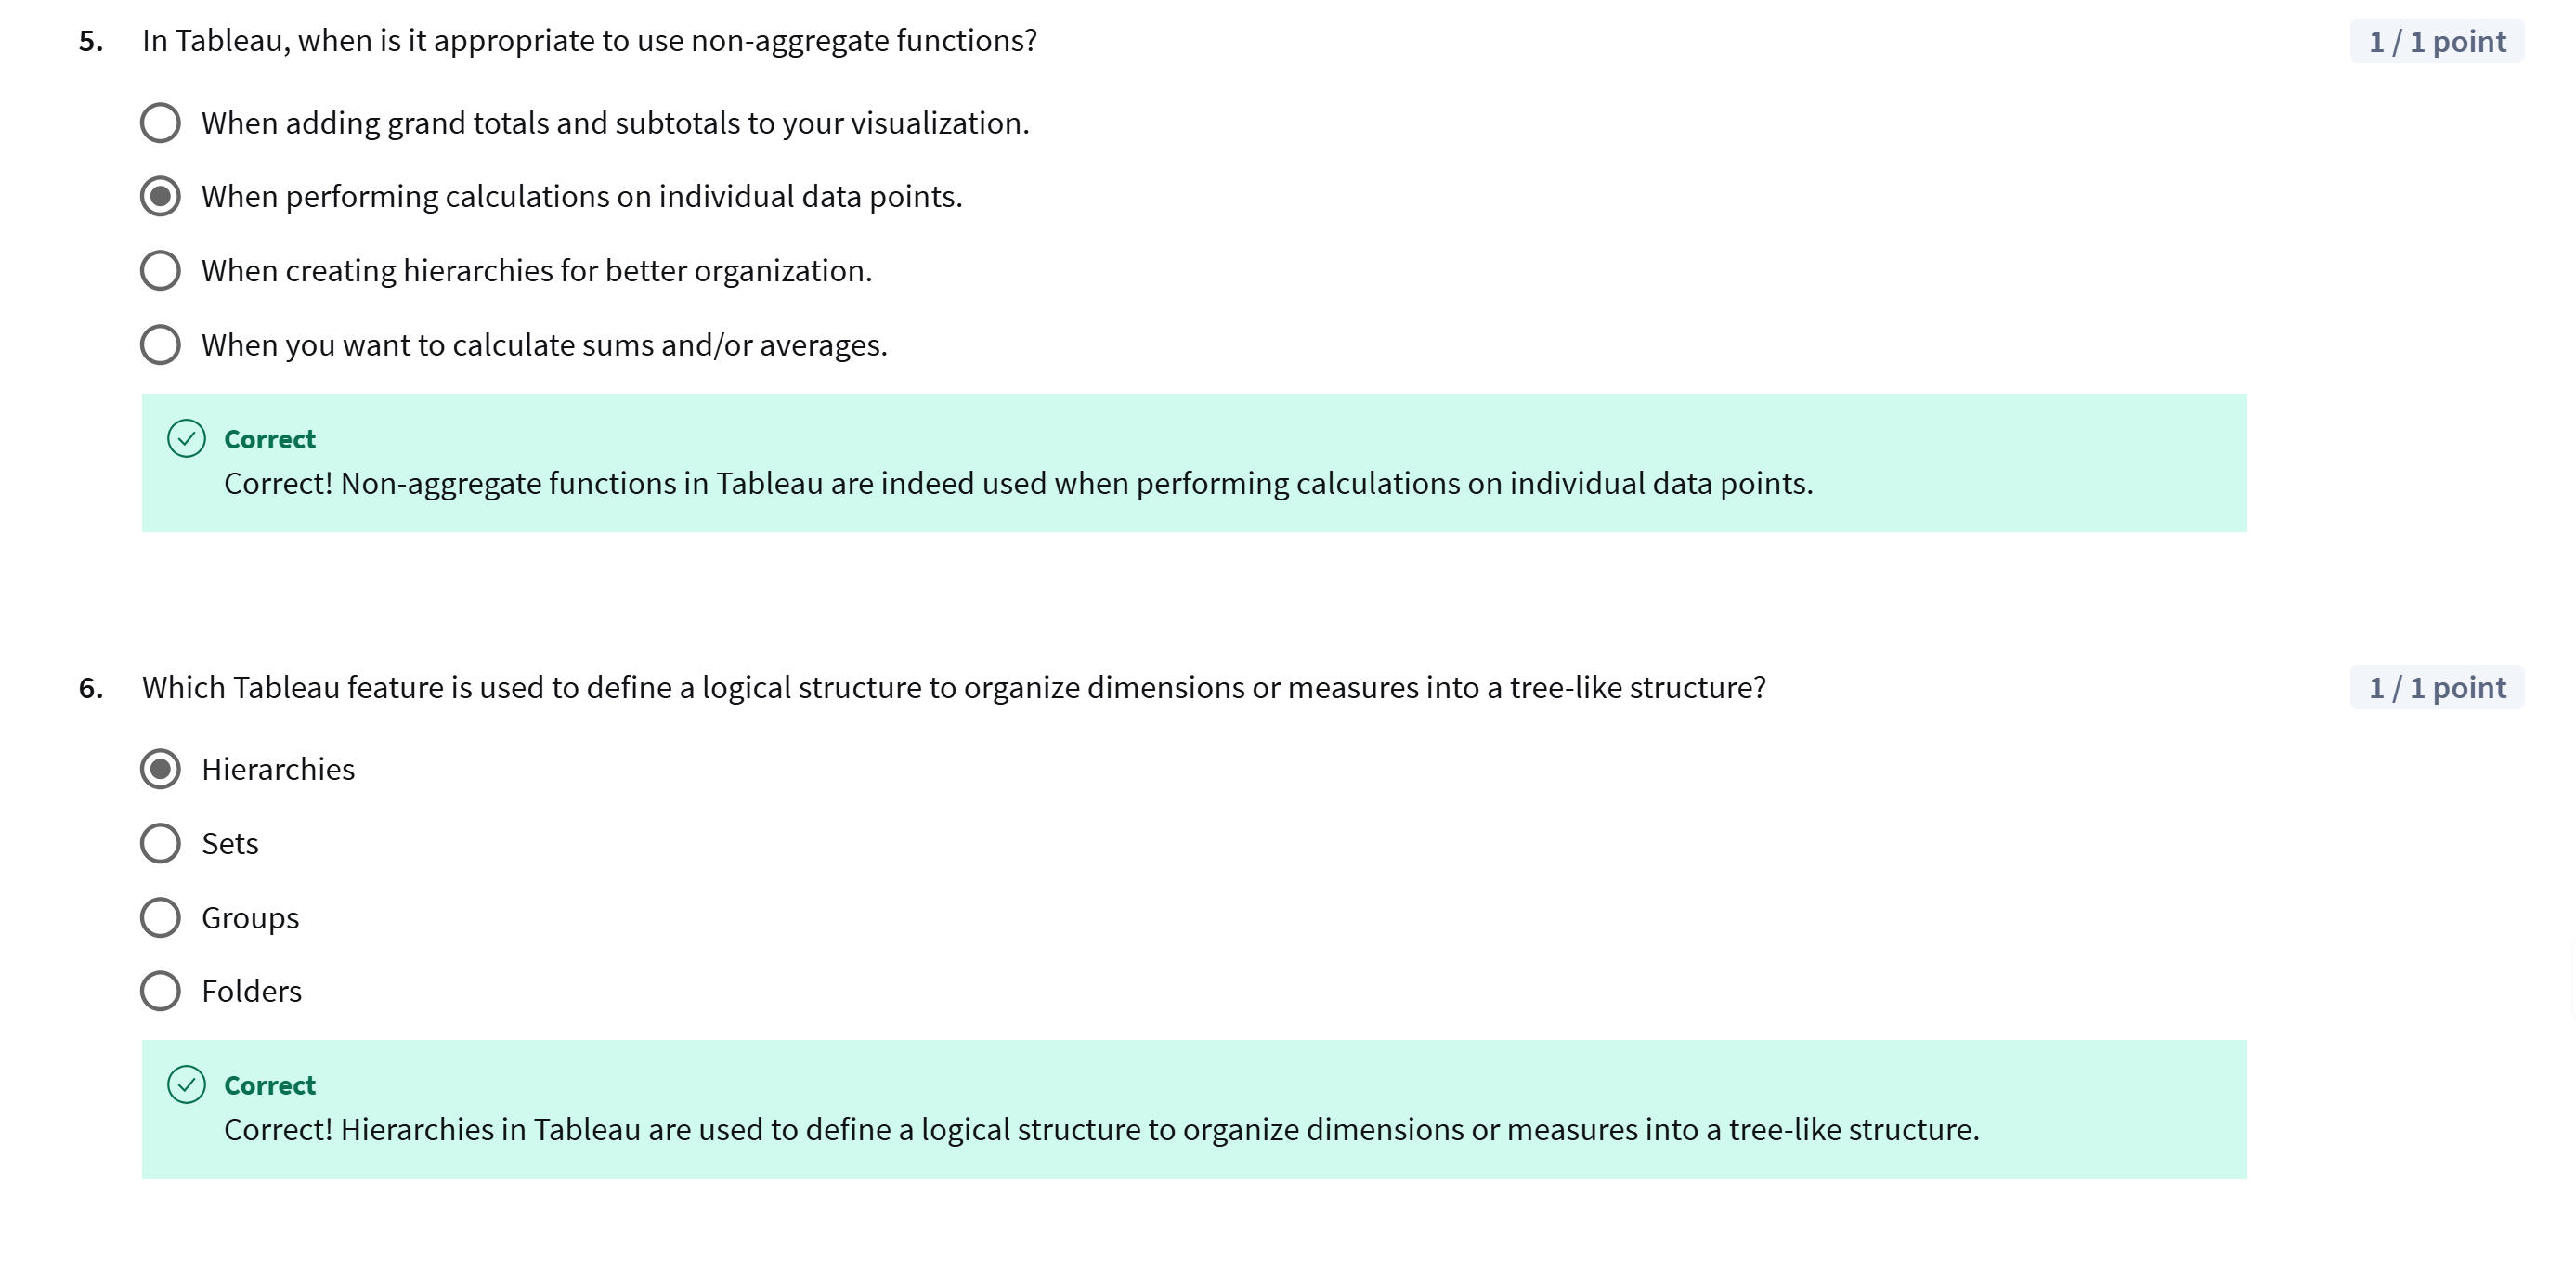 5. In Tableau, when is it appropriate to use non-aggregate functions? 1 / 1 point
When adding grand totals and subtotals to your visualization.
When performing calculations on individual data points.
When creating hierarchies for better organization.
When you want to calculate sums and/or averages.
Correct
Correct! Non-aggregate functions in Tableau are indeed used when performing calculations on individual data points.
6. Which Tableau feature is used to define a logical structure to organize dimensions or measures into a tree-like structure? 1 / 1 point
Hierarchies
Sets
Groups
Folders
Correct
Correct! Hierarchies in Tableau are used to define a logical structure to organize dimensions or measures into a tree-like structure.